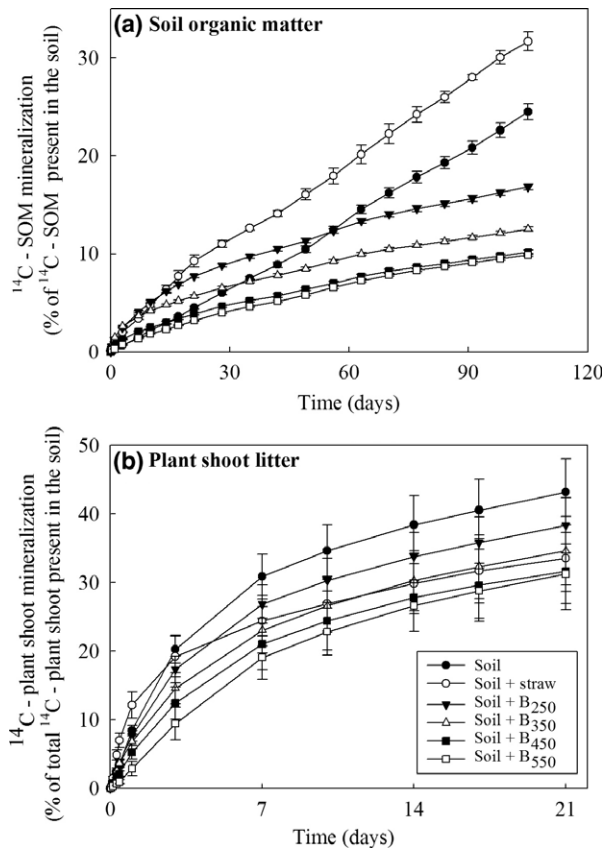 (a) Soil organic matter
¹⁴C - SOM mineralization
(% of ¹⁴C - SOM present in the soil)
30
20
10
0
0 30 60 90 120
Time (days)
(b) Plant shoot litter
¹⁴C - plant shoot mineralization
(% of total ¹⁴C - plant shoot present in the soil)
50
40
30
20
10
0
Soil
Soil + straw
Soil + B₂₅₀
Soil + B₃₅₀
Soil + B₄₅₀
Soil + B₅₅₀
0 7 14 21
Time (days)